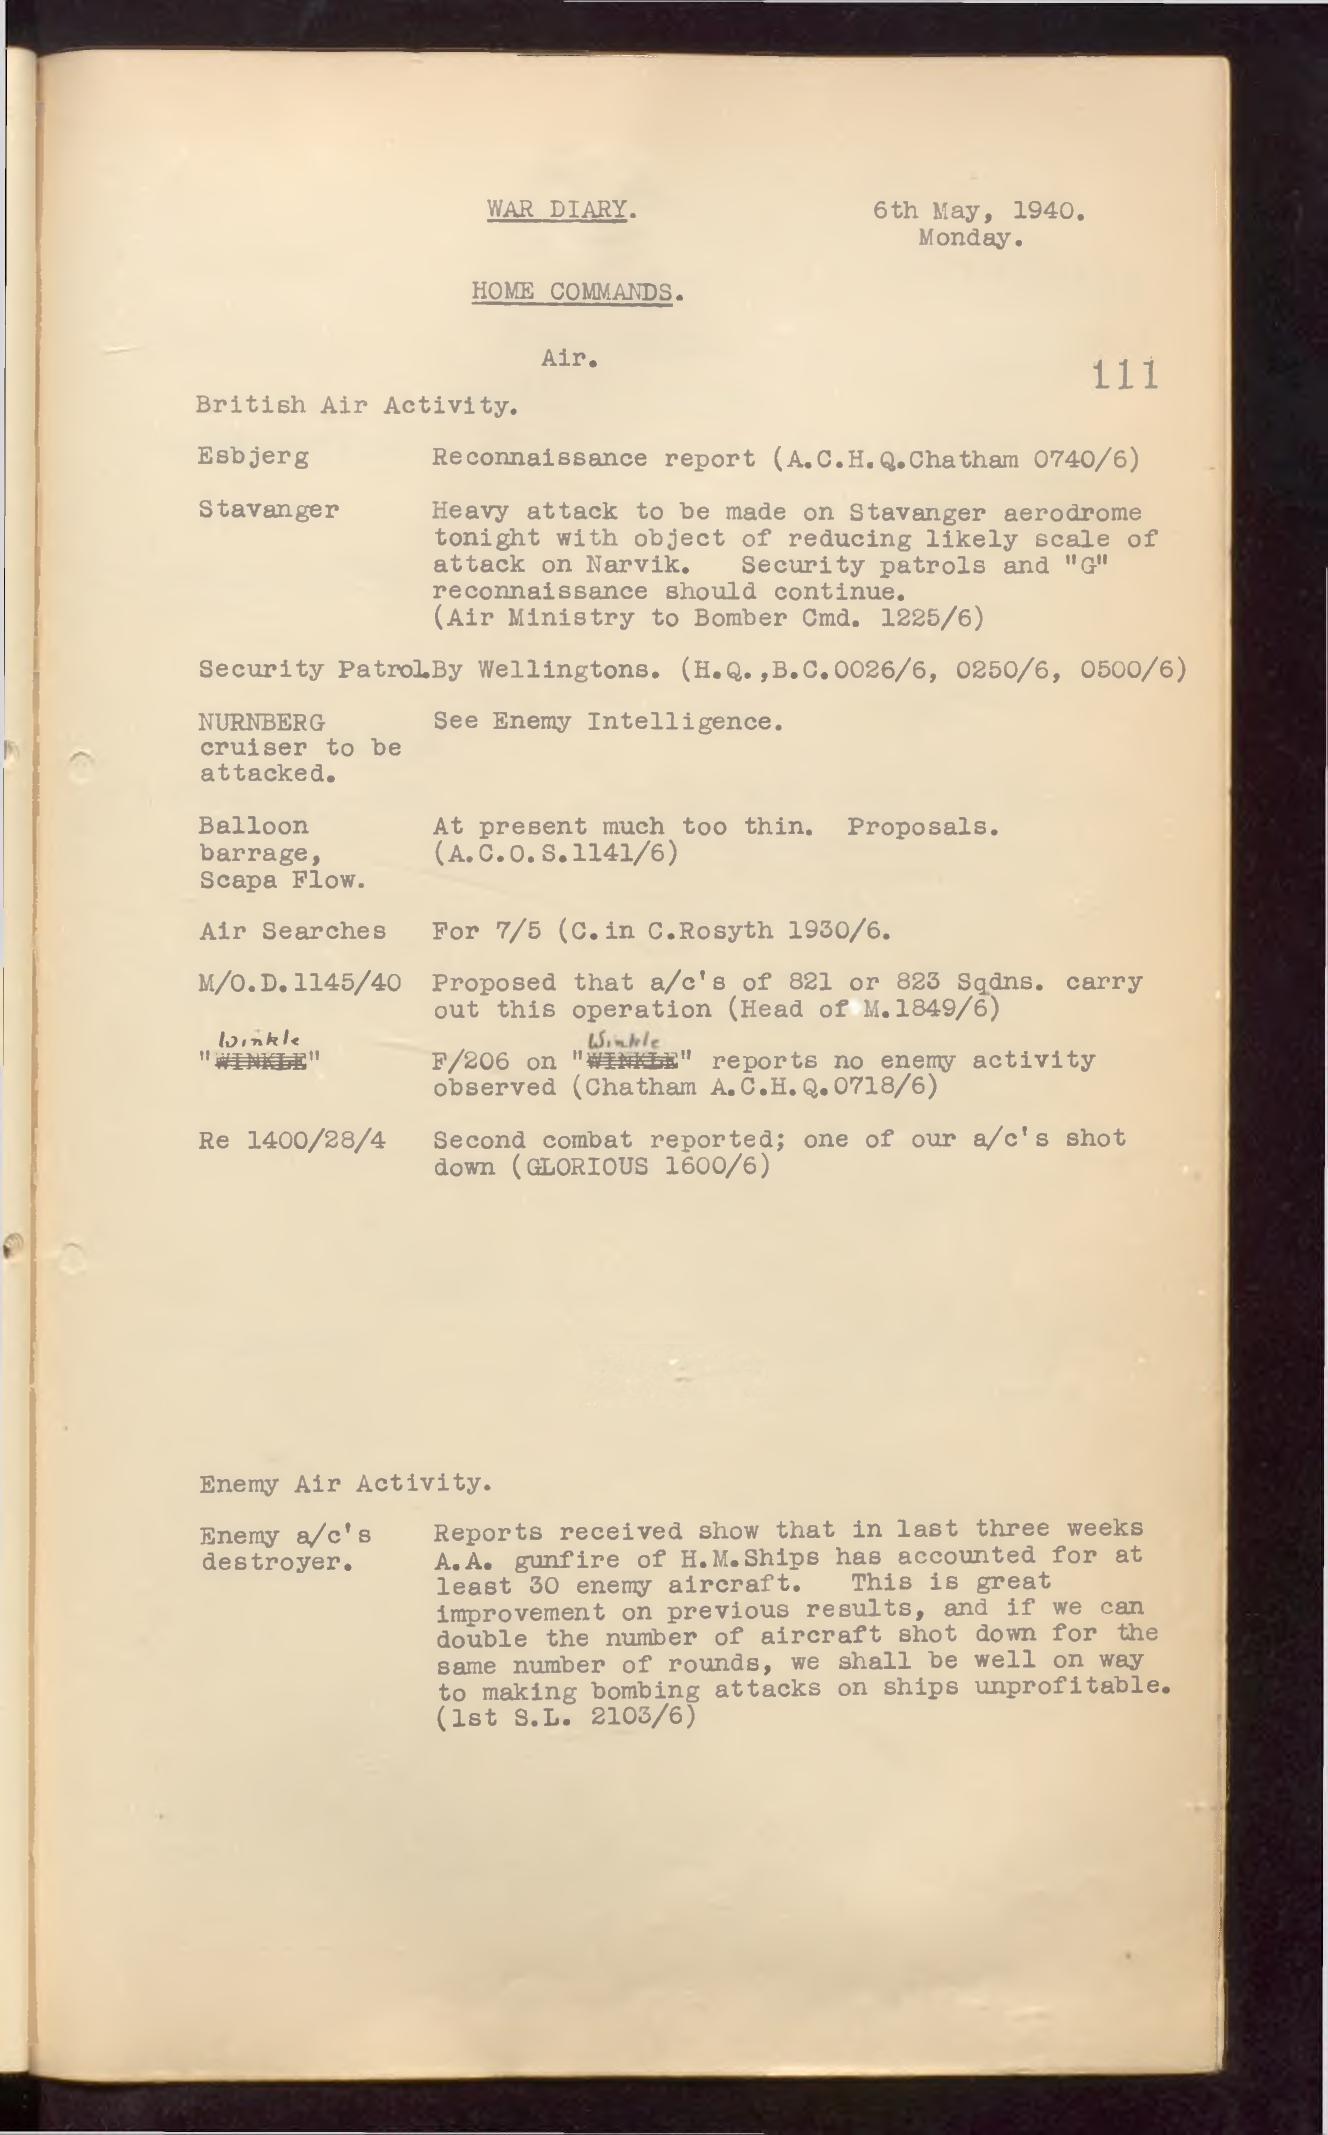 WAR DIARY. 6th May, 1940.
Monday.
HOME COMMANDS.
Air.
111
British Air Activity.
Esbjerg Reconnaissance report (A.C.H.Q.Chatham 0740/6)
Stavanger Heavy attack to be made on Stavanger aerodrome
tonight with object of reducing likely scale of
attack on Narvik. Security patrols and "G"
reconnaissance should continue.
(Air Ministry to Bomber Cmd. 1225/6)
Security Patrol.By Wellingtons. (H.Q.,B.C.0026/6, 0250/6, 0500/6)
NURNBERG See Enemy Intelligence.
cruiser to be
attacked.
Balloon At present much too thin. Proposals.
barrage, (A.C.O.S.1141/6)
Scapa Flow.
Air Searches For 7/5 (C.in C.Rosyth 1930/6.
M/O.D.1145/40 Proposed that a/c's of 821 or 823 Sqdns. carry
out this operation (Head of M.1849/6)
Winkle Winkle
"WINKLE" F/206 on "WINKLE" reports no enemy activity
observed (Chatham A.C.H.Q.0718/6)
Re 1400/28/4 Second combat reported; one of our a/c's shot
down (GLORIOUS 1600/6)
Enemy Air Activity.
Enemy a/c's Reports received show that in last three weeks
destroyer. A.A. gunfire of H.M.Ships has accounted for at
least 30 enemy aircraft. This is great
improvement on previous results, and if we can
double the number of aircraft shot down for the
same number of rounds, we shall be well on way
to making bombing attacks on ships unprofitable.
(1st S.L. 2103/6)